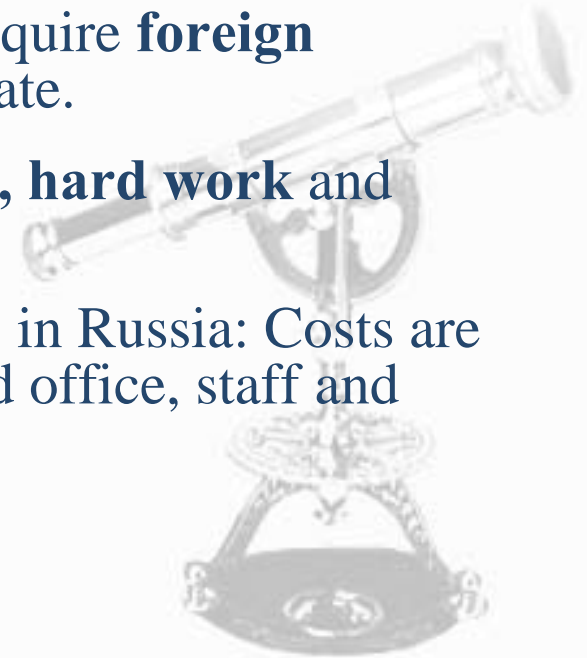 quire foreign
ate.
, hard work and
in Russia: Costs are
d office, staff and